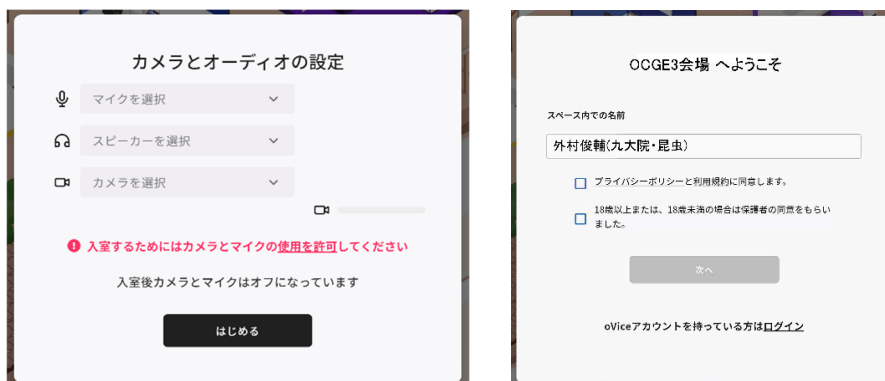 カメラとオーディオの設定
マイクを選択
スピーカーを選択
カメラを選択
入室するためにはカメラとマイクの使用を許可してください
入室後カメラとマイクはオフになっています
はじめる
OCGE3会場 へようこそ
スペース内での名前
外村俊輔(九大院・昆虫)
プライバシーポリシーと利用規約に同意します。
18歳以上または、18歳未満の場合は保護者の同意をもらい
ました。
次へ
oViceアカウントを持っている方はログイン